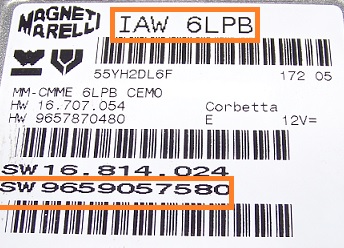 MAGNETI MARELLI
IAW 6LPB
55YH2DL6F 172 05
MM-CMME 6LPB CEMO
HW 16.707.054 Corbetta
HW 9657870480 E 12V=
SW 16.814.024
SW 9659057580